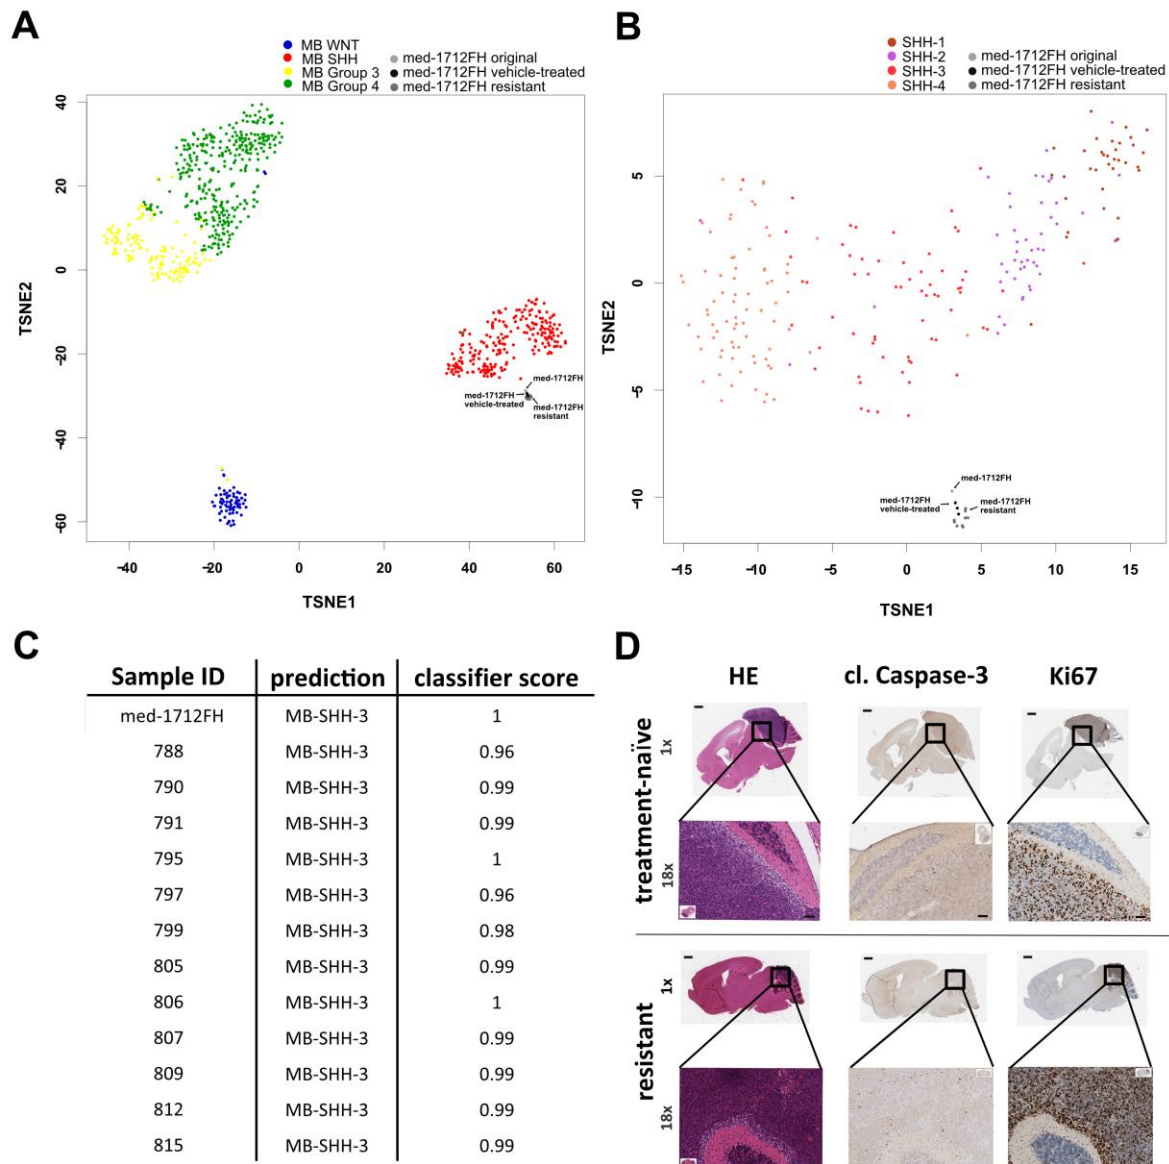 A
MB WNT
MB SHH
MB Group 3
MB Group 4
med-1712FH original
med-1712FH vehicle-treated
med-1712FH resistant
40
20
0
−20
−40
−60
TSNE2
−40
−20
0
20
40
60
TSNE1
med-1712FH
med-1712FH
vehicle-treated
med-1712FH
resistant
B
SHH-1
SHH-2
SHH-3
SHH-4
med-1712FH original
med-1712FH vehicle-treated
med-1712FH resistant
5
0
−5
−10
TSNE2
−15
−10
−5
0
5
10
15
TSNE1
med-1712FH
med-1712FH
vehicle-treated
med-1712FH
resistant
C
Sample ID prediction classifier score
med-1712FH MB-SHH-3 1
788 MB-SHH-3 0.96
790 MB-SHH-3 0.99
791 MB-SHH-3 0.99
795 MB-SHH-3 1
797 MB-SHH-3 0.96
799 MB-SHH-3 0.98
805 MB-SHH-3 0.99
806 MB-SHH-3 1
807 MB-SHH-3 0.99
809 MB-SHH-3 0.99
812 MB-SHH-3 0.99
815 MB-SHH-3 0.99
D
HE cl. Caspase-3 Ki67
treatment-naïve
1x
18x
resistant
1x
18x